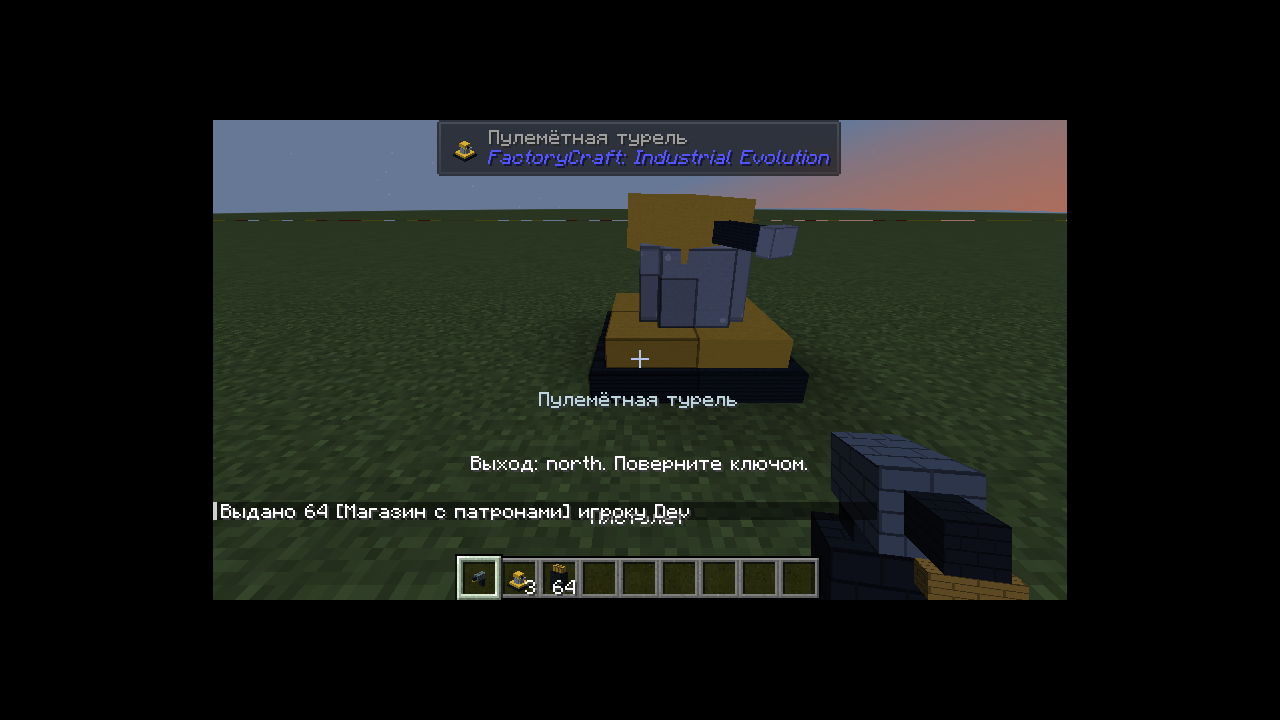 Пулемётная турель
FactoryCraft: Industrial Evolution
Пулемётная турель
Выход: north. Поверните ключом.
Выдано 64 [Магазин с патронами] игроку Dev
3
64